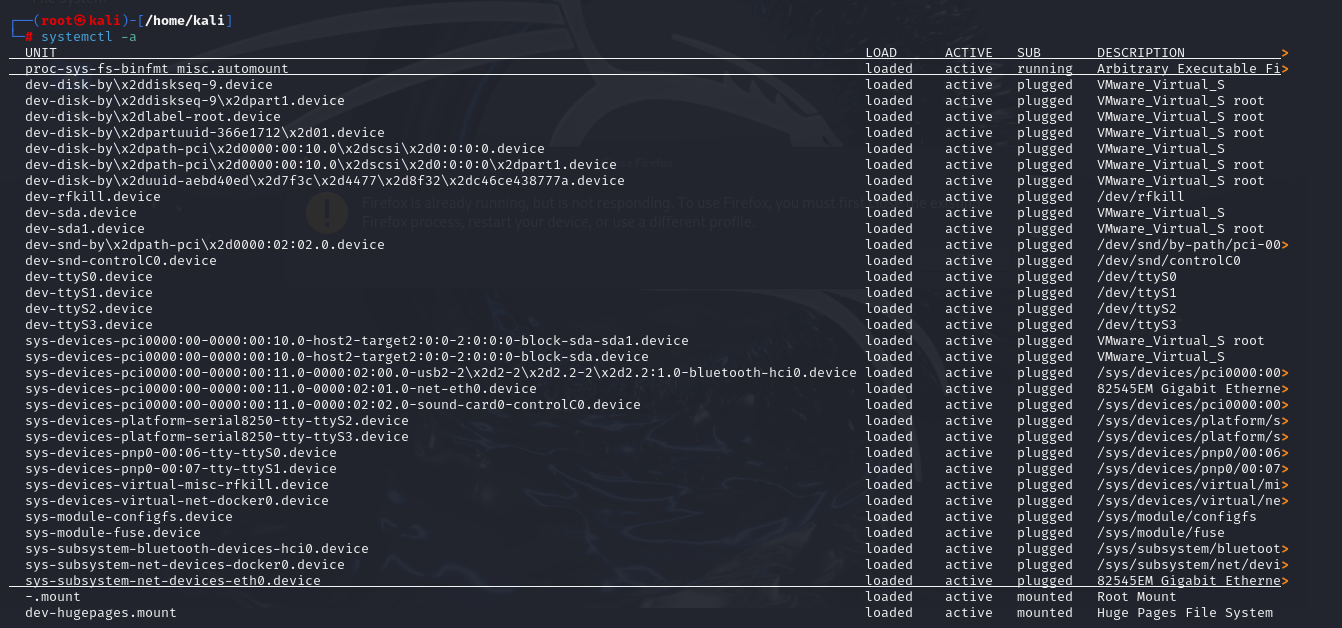 ┌──(root㉿kali)-[/home/kali]
└─# systemctl -a
UNIT LOAD ACTIVE SUB DESCRIPTION >
proc-sys-fs-binfmt_misc.automount loaded active running Arbitrary Executable Fi>
dev-disk-by\x2ddiskseq-9.device loaded active plugged VMware_Virtual_S
dev-disk-by\x2ddiskseq-9\x2dpart1.device loaded active plugged VMware_Virtual_S root
dev-disk-by\x2dlabel-root.device loaded active plugged VMware_Virtual_S root
dev-disk-by\x2dpartuuid-366e1712\x2d01.device loaded active plugged VMware_Virtual_S root
dev-disk-by\x2dpath-pci\x2d0000:00:10.0\x2dscsi\x2d0:0:0:0.device loaded active plugged VMware_Virtual_S
dev-disk-by\x2dpath-pci\x2d0000:00:10.0\x2dscsi\x2d0:0:0:0\x2dpart1.device loaded active plugged VMware_Virtual_S root
dev-disk-by\x2duuid-aebd40ed\x2d7f3c\x2d4477\x2d8f32\x2dc46ce438777a.device loaded active plugged VMware_Virtual_S root
dev-rfkill.device loaded active plugged /dev/rfkill
dev-sda.device loaded active plugged VMware_Virtual_S
dev-sda1.device loaded active plugged VMware_Virtual_S root
dev-snd-by\x2dpath-pci\x2d0000:02:02.0.device loaded active plugged /dev/snd/by-path/pci-00>
dev-snd-controlC0.device loaded active plugged /dev/snd/controlC0
dev-ttyS0.device loaded active plugged /dev/ttyS0
dev-ttyS1.device loaded active plugged /dev/ttyS1
dev-ttyS2.device loaded active plugged /dev/ttyS2
dev-ttyS3.device loaded active plugged /dev/ttyS3
sys-devices-pci0000:00-0000:00:10.0-host2-target2:0:0-2:0:0:0-block-sda-sda1.device loaded active plugged VMware_Virtual_S root
sys-devices-pci0000:00-0000:00:10.0-host2-target2:0:0-2:0:0:0-block-sda.device loaded active plugged VMware_Virtual_S
sys-devices-pci0000:00-0000:00:11.0-0000:02:00.0-usb2-2\x2d2-2\x2d2.2-2\x2d2.2:1.0-bluetooth-hci0.device loaded active plugged /sys/devices/pci0000:00>
sys-devices-pci0000:00-0000:00:11.0-0000:02:01.0-net-eth0.device loaded active plugged 82545EM Gigabit Etherne>
sys-devices-pci0000:00-0000:00:11.0-0000:02:02.0-sound-card0-controlC0.device loaded active plugged /sys/devices/pci0000:00>
sys-devices-platform-serial8250-tty-ttyS2.device loaded active plugged /sys/devices/platform/s>
sys-devices-platform-serial8250-tty-ttyS3.device loaded active plugged /sys/devices/platform/s>
sys-devices-pnp0-00:06-tty-ttyS0.device loaded active plugged /sys/devices/pnp0/00:06>
sys-devices-pnp0-00:07-tty-ttyS1.device loaded active plugged /sys/devices/pnp0/00:07>
sys-devices-virtual-misc-rfkill.device loaded active plugged /sys/devices/virtual/mi>
sys-devices-virtual-net-docker0.device loaded active plugged /sys/devices/virtual/ne>
sys-module-configfs.device loaded active plugged /sys/module/configfs
sys-module-fuse.device loaded active plugged /sys/module/fuse
sys-subsystem-bluetooth-devices-hci0.device loaded active plugged /sys/subsystem/bluetoot>
sys-subsystem-net-devices-docker0.device loaded active plugged /sys/subsystem/net/devi>
sys-subsystem-net-devices-eth0.device loaded active plugged 82545EM Gigabit Etherne>
-.mount loaded active mounted Root Mount
dev-hugepages.mount loaded active mounted Huge Pages File System
Firefox is already running, but is not responding. To use Firefox, you must first
Firefox process, restart your device, or use a different profile.